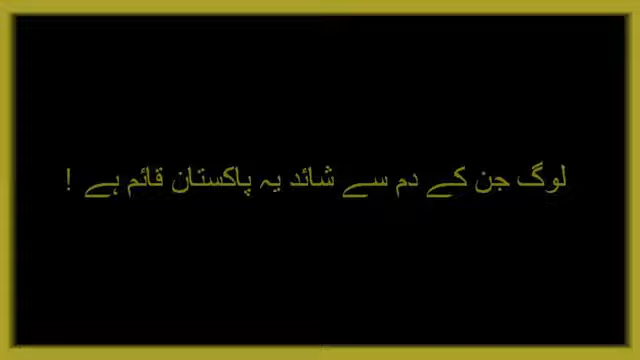 لوگ جن کے دم سے شائد یہ پاکستان قائم ہے !